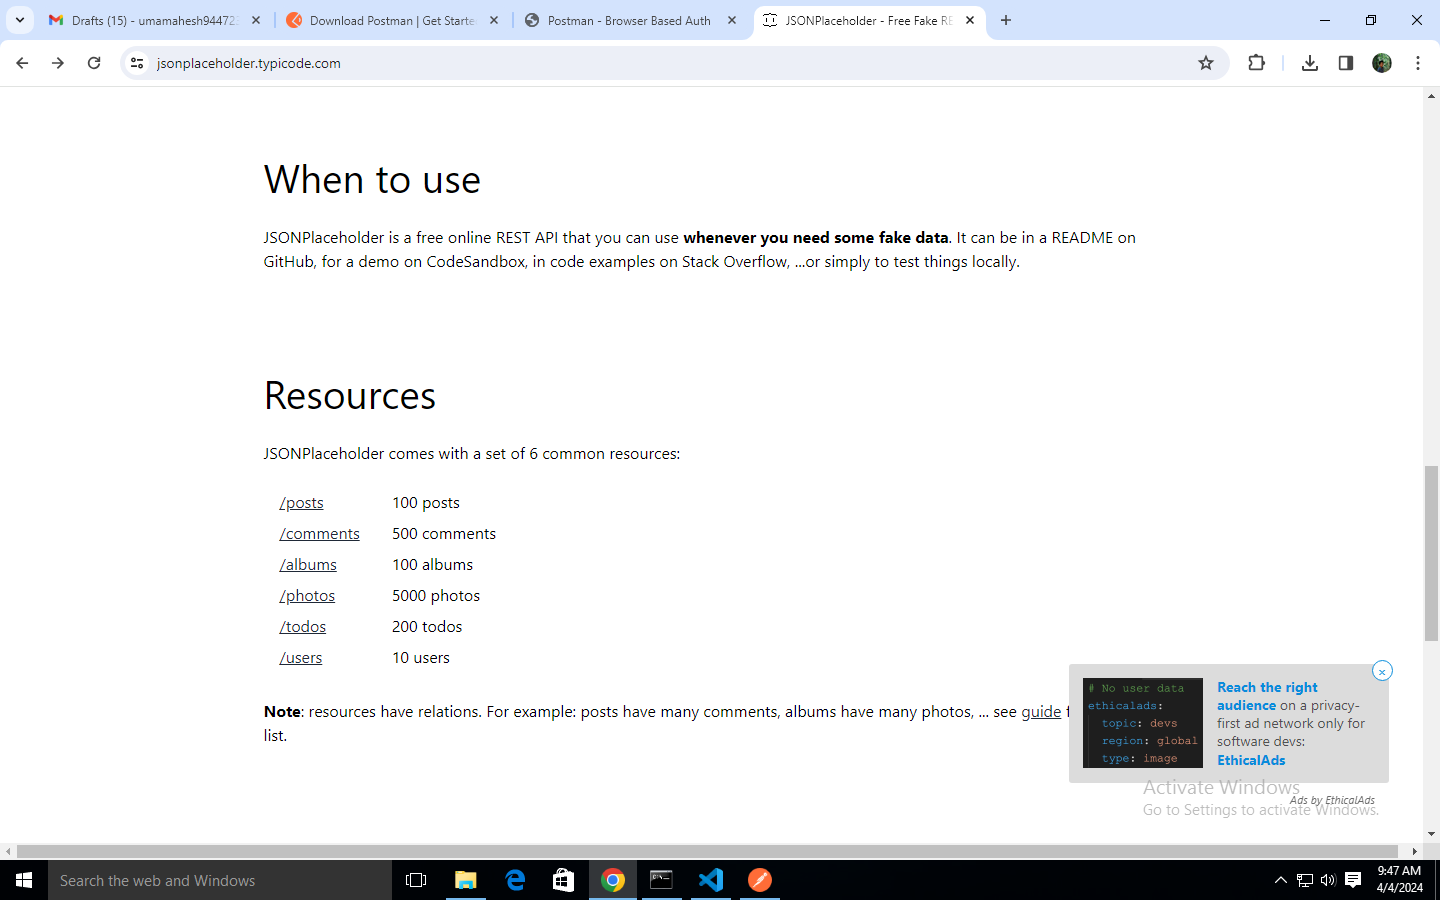 Drafts (15) - umamahesh94472
Download Postman | Get Starte
Postman - Browser Based Auth
JSONPlaceholder - Free Fake RE
jsonplaceholder.typicode.com
When to use
JSONPlaceholder is a free online REST API that you can use whenever you need some fake data. It can be in a README on
GitHub, for a demo on CodeSandbox, in code examples on Stack Overflow, ...or simply to test things locally.
Resources
JSONPlaceholder comes with a set of 6 common resources:
/posts 100 posts
/comments 500 comments
/albums 100 albums
/photos 5000 photos
/todos 200 todos
/users 10 users
Note: resources have relations. For example: posts have many comments, albums have many photos, ... see guide
list.
# No user data
ethicalads:
topic: devs
region: global
type: image
Reach the right
audience on a privacy-
first ad network only for
software devs:
EthicalAds
Ads by EthicalAds
Activate Windows
Go to Settings to activate Windows.
Search the web and Windows
9:47 AM
4/4/2024